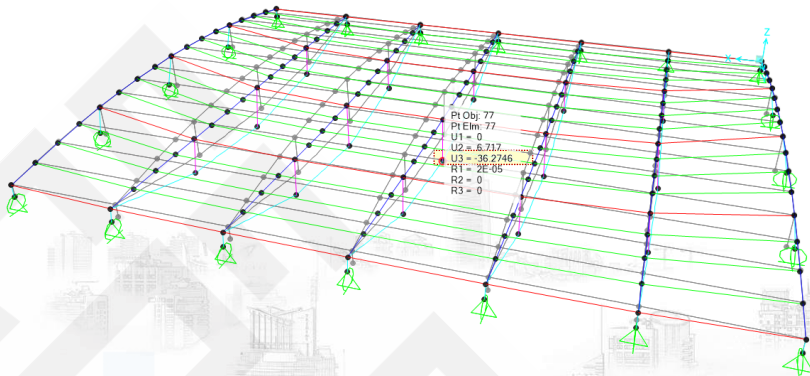 Z
Pt Obj: 77
Pt Elm: 77
U1 = 0
U2 = 6.717
U3 = -36.2746
R1 = 2E-05
R2 = 0
R3 = 0